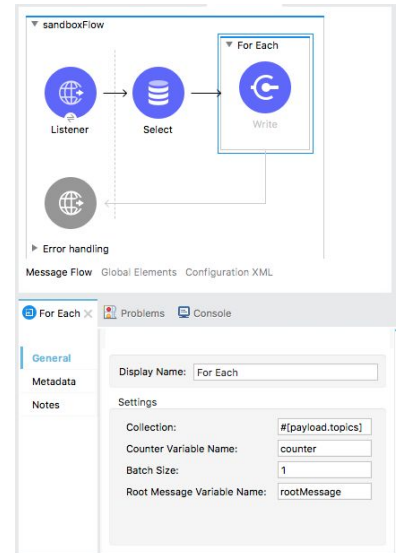 sandboxFlow
For Each
Listener
Select
Write
Error handling
Message Flow Global Elements Configuration XML
For Each Problems Console
General
Metadata
Notes
Display Name: For Each
Settings
Collection: #[payload.topics]
Counter Variable Name: counter
Batch Size: 1
Root Message Variable Name: rootMessage